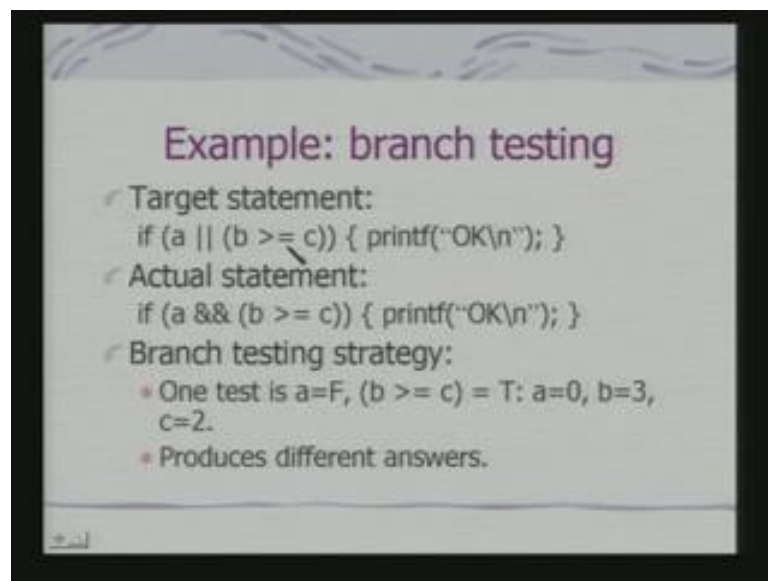 Example: branch testing
Target statement:
if (a || (b >= c)) { printf("OK\n"); }
Actual statement:
if (a && (b >= c)) { printf("OK\n"); }
Branch testing strategy:
One test is a=F, (b >= c) = T: a=0, b=3,
c=2.
Produces different answers.